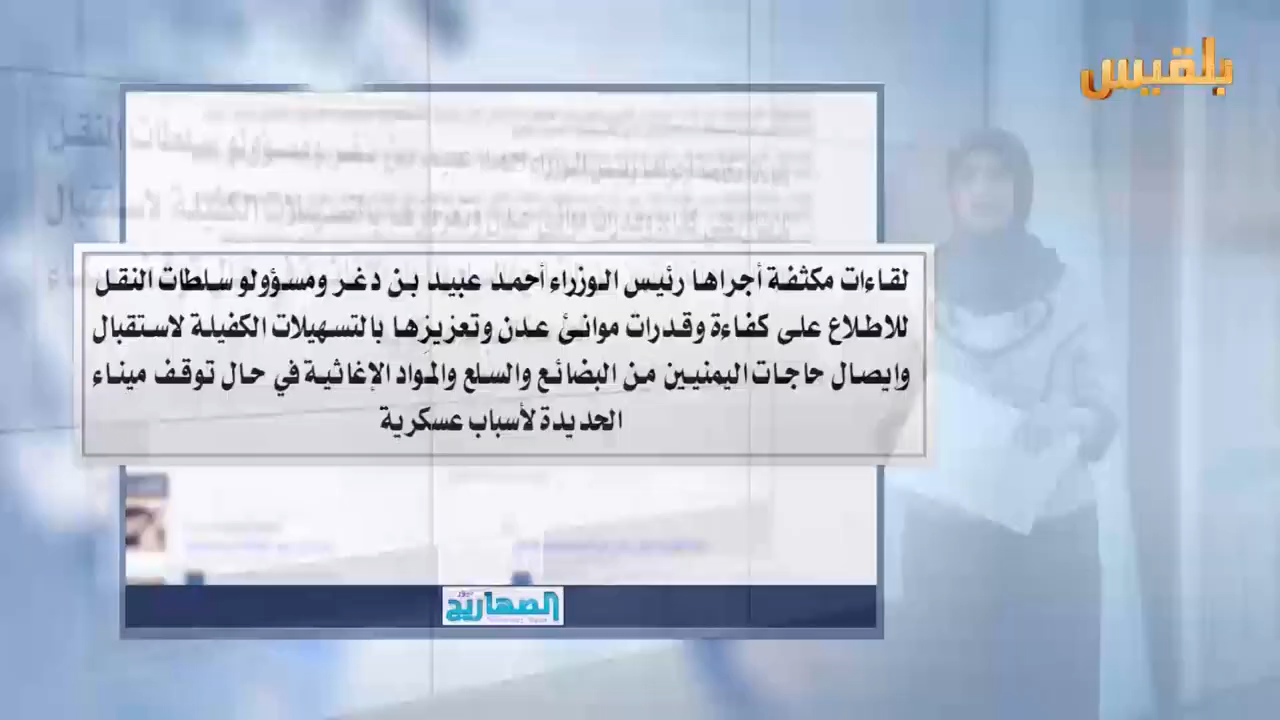 بلقيس
النقل
لقاءات مكثفة أجراها رئيس الوزراء أحمد عبيد بن دغر ومسؤولو سلطات النقل
للاطلاع على كفاءة وقدرات موانئ عدن وتعزيزها بالتسهيلات الكفيلة لاستقبال
وايصال حاجات اليمنيين من البضائع والسلع والمواد الإغاثية في حال توقف ميناء
الحديدة لأسباب عسكرية
الصهاريج